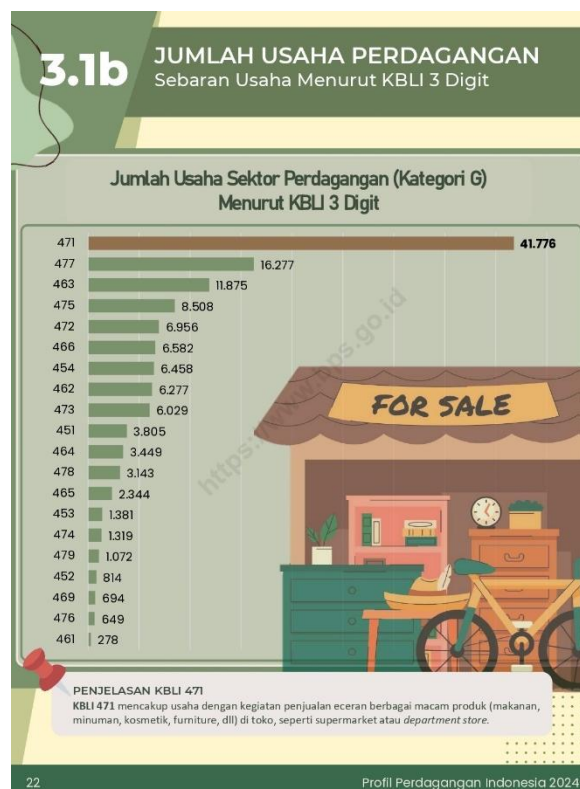 3.1b
JUMLAH USAHA PERDAGANGAN
Sebaran Usaha Menurut KBLI 3 Digit
Jumlah Usaha Sektor Perdagangan (Kategori G)
Menurut KBLI 3 Digit
471 41.776
477 16.277
463 11.875
475 8.508
472 6.956
466 6.582
454 6.458
462 6.277
473 6.029
451 3.805
464 3.449
478 3.143
465 2.344
453 1.381
474 1.319
479 1.072
452 814
469 694
476 649
461 278
FOR SALE
https://www.bps.go.id
PENJELASAN KBLI 471
KBLI 471 mencakup usaha dengan kegiatan penjualan eceran berbagai macam produk (makanan,
minuman, kosmetik, furniture, dll) di toko, seperti supermarket atau department store.
22
Profil Perdagangan Indonesia 2024